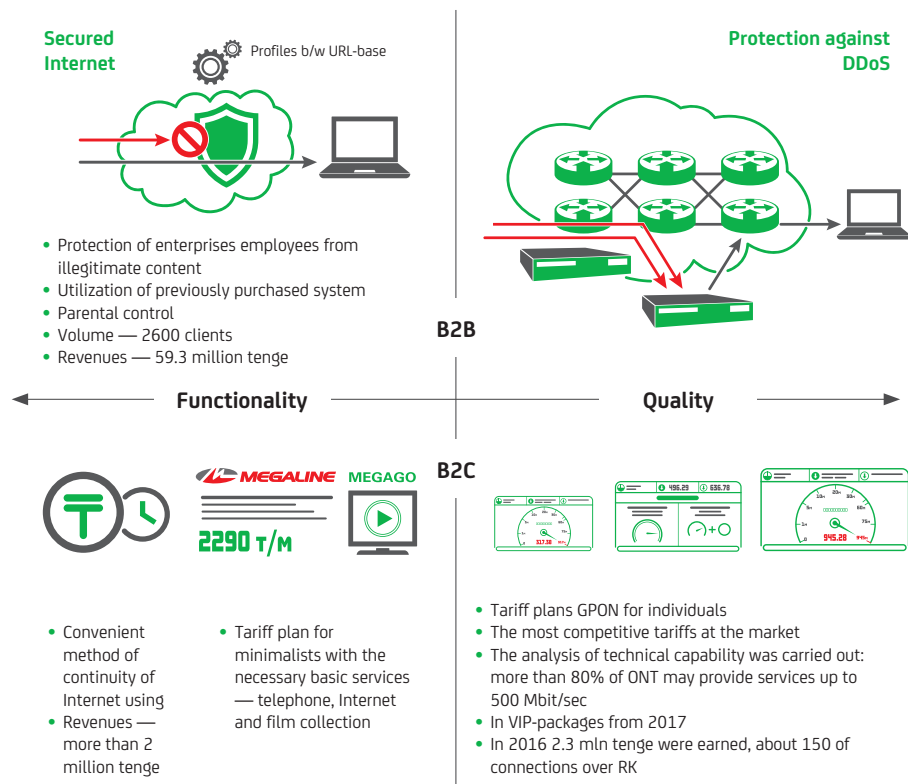 Secured
Internet
Profiles b/w URL-base
Protection against
DDoS
• Protection of enterprises employees from
illegitimate content
• Utilization of previously purchased system
• Parental control
• Volume — 2600 clients
• Revenues — 59.3 million tenge
B2B
Functionality
Quality
B2C
MEGALINE
2290 т/м
MEGAGO
496.29
636.78
317.38
945.28
• Convenient
method of
continuity of
Internet using
• Revenues —
more than 2
million tenge
• Tariff plan for
minimalists with the
necessary basic services
— telephone, Internet
and film collection
• Tariff plans GPON for individuals
• The most competitive tariffs at the market
• The analysis of technical capability was carried out:
more than 80% of ONT may provide services up to
500 Mbit/sec
• In VIP-packages from 2017
• In 2016 2.3 mln tenge were earned, about 150 of
connections over RK